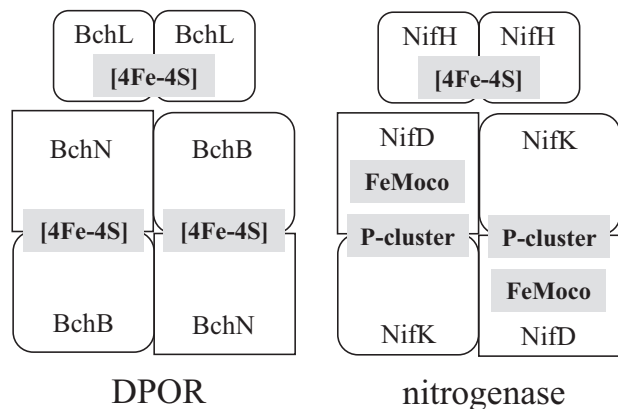 BchL BchL
[4Fe-4S]
BchN BchB
[4Fe-4S] [4Fe-4S]
BchB BchN
DPOR
NifH NifH
[4Fe-4S]
NifD NifK
FeMoco
P-cluster P-cluster
FeMoco
NifK NifD
nitrogenase